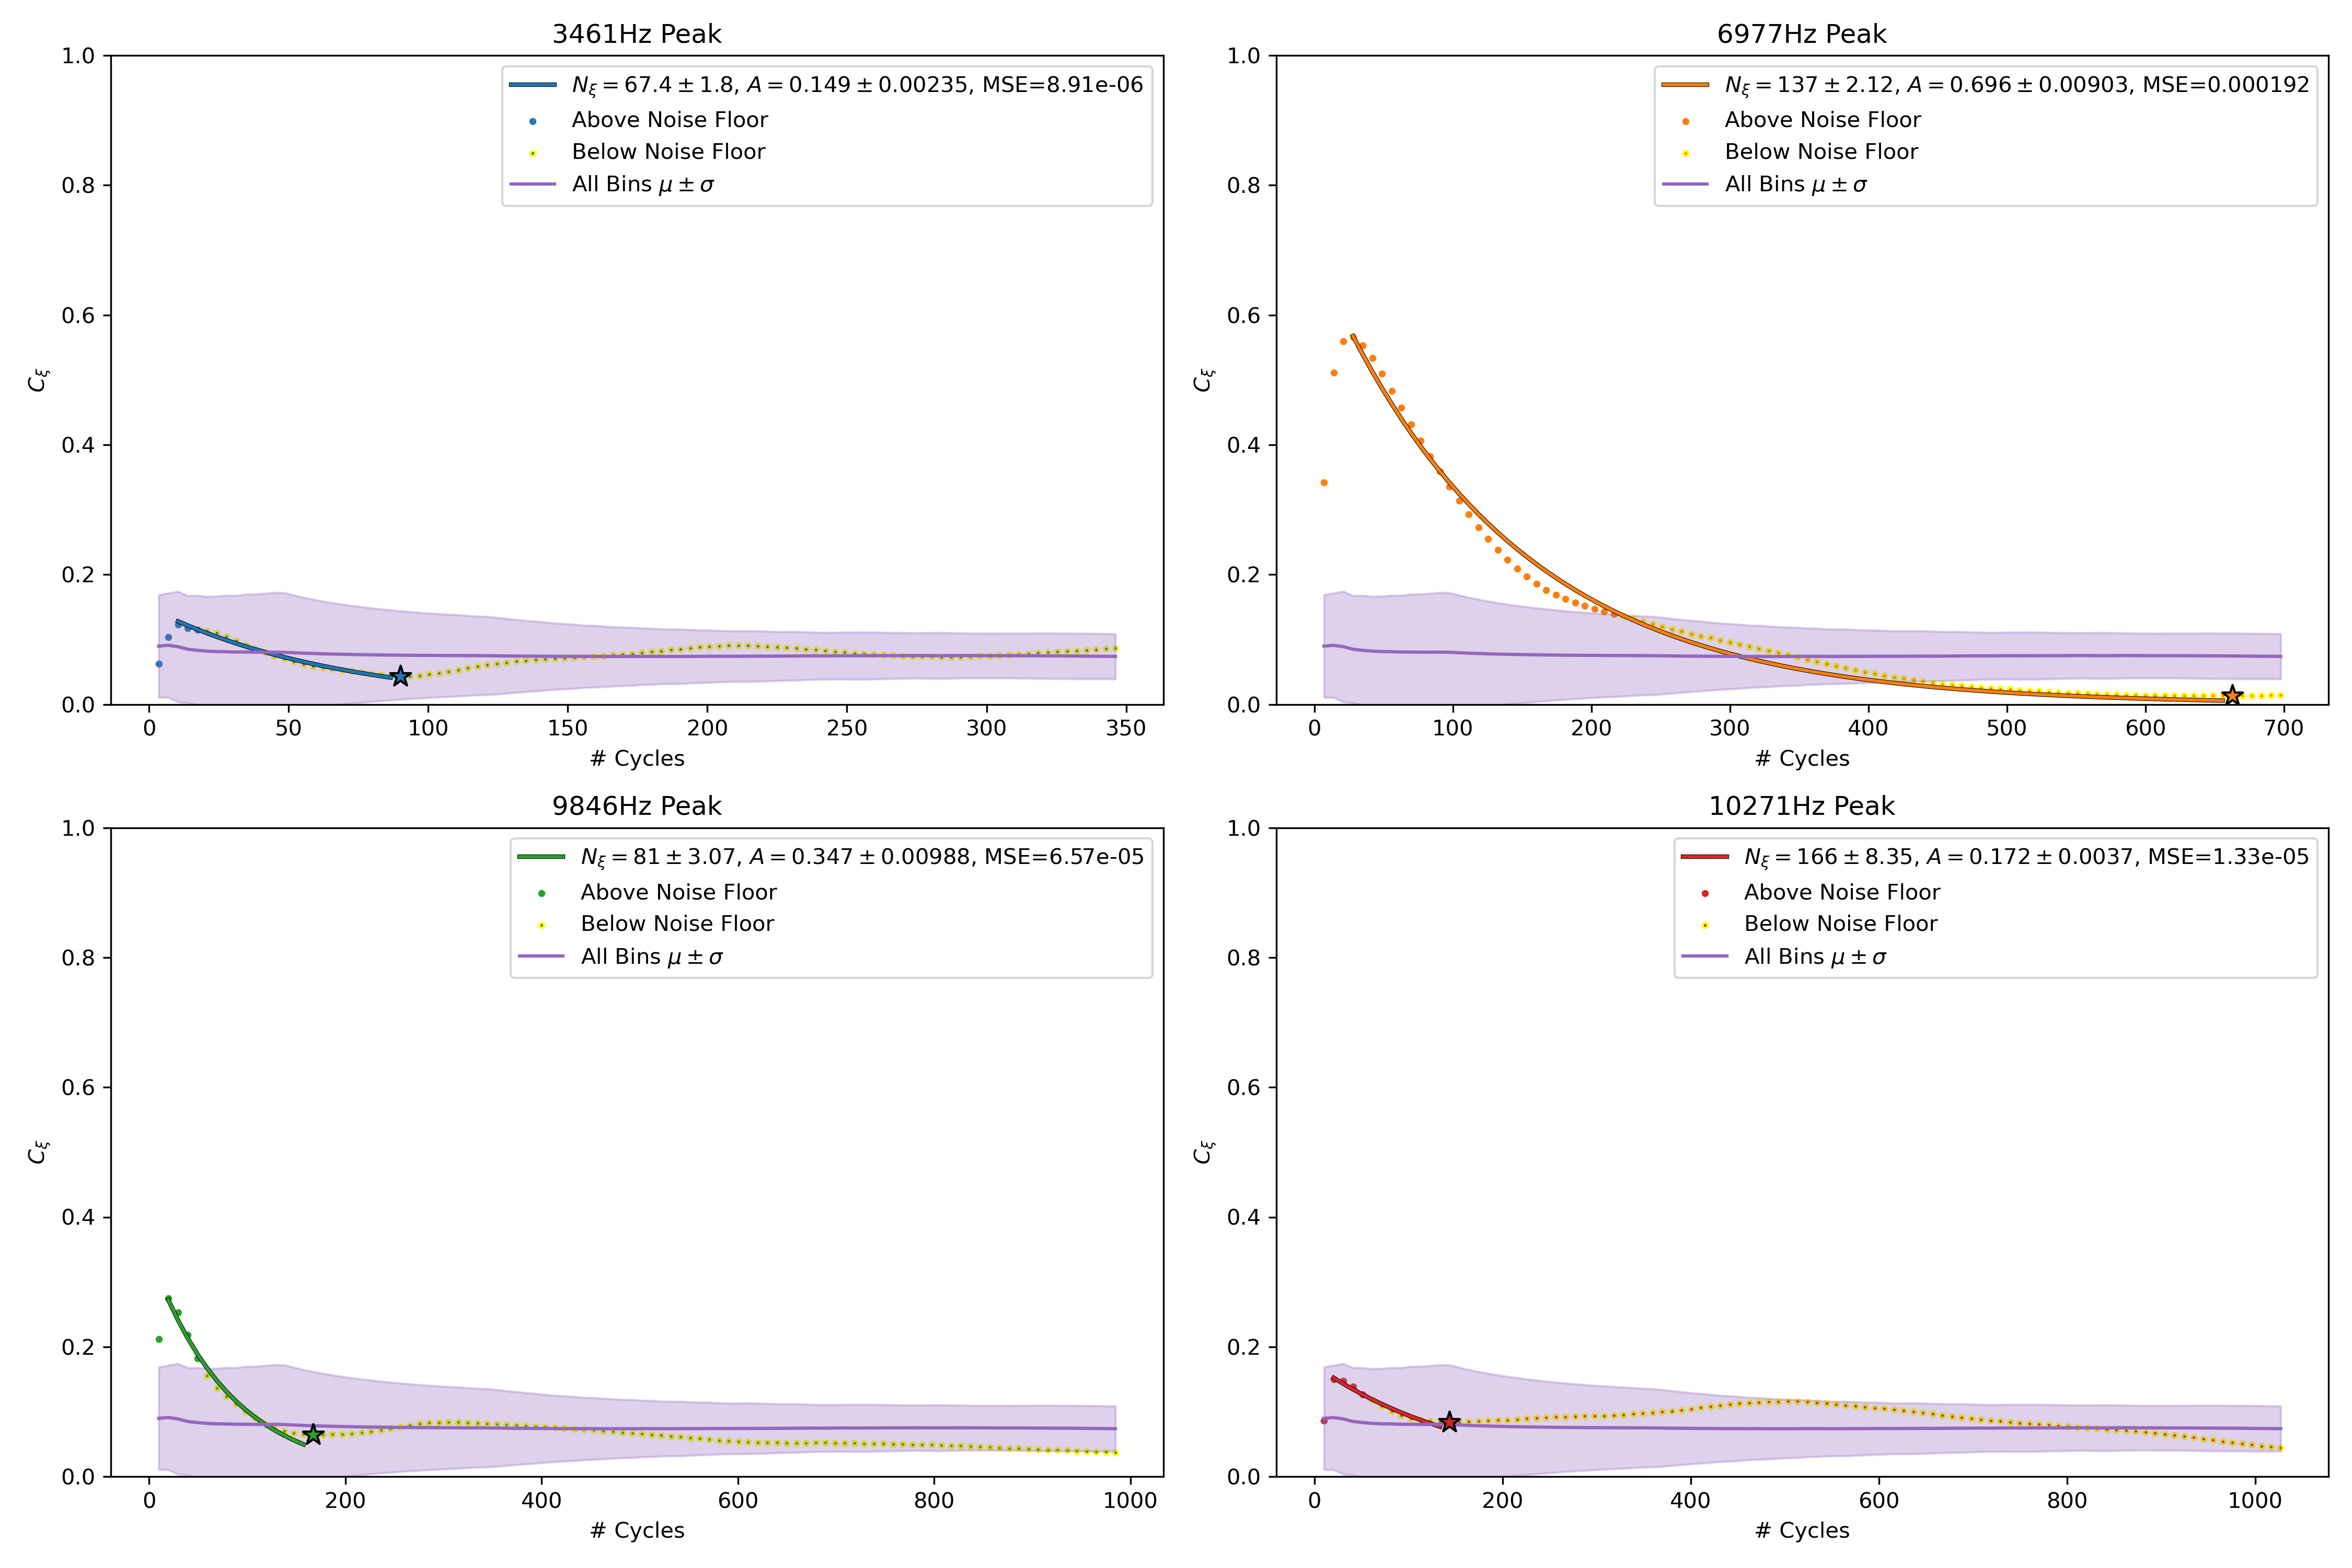 3461Hz Peak
1.0
0.8
0.6
0.4
0.2
0.0
C_ξ
N_ξ = 67.4 ± 1.8, A = 0.149 ± 0.00235, MSE=8.91e-06
Above Noise Floor
Below Noise Floor
All Bins μ ± σ
0 50 100 150 200 250 300 350
# Cycles
6977Hz Peak
1.0
0.8
0.6
0.4
0.2
0.0
C_ξ
N_ξ = 137 ± 2.12, A = 0.696 ± 0.00903, MSE=0.000192
Above Noise Floor
Below Noise Floor
All Bins μ ± σ
0 100 200 300 400 500 600 700
# Cycles
9846Hz Peak
1.0
0.8
0.6
0.4
0.2
0.0
C_ξ
N_ξ = 81 ± 3.07, A = 0.347 ± 0.00988, MSE=6.57e-05
Above Noise Floor
Below Noise Floor
All Bins μ ± σ
0 200 400 600 800 1000
# Cycles
10271Hz Peak
1.0
0.8
0.6
0.4
0.2
0.0
C_ξ
N_ξ = 166 ± 8.35, A = 0.172 ± 0.0037, MSE=1.33e-05
Above Noise Floor
Below Noise Floor
All Bins μ ± σ
0 200 400 600 800 1000
# Cycles